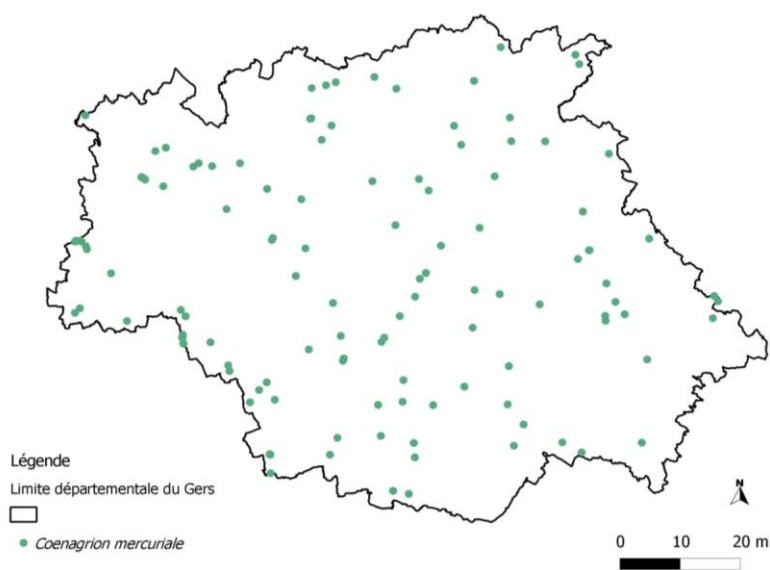 Légende
Limite départementale du Gers
Coenagrion mercuriale
N
0 10 20 m